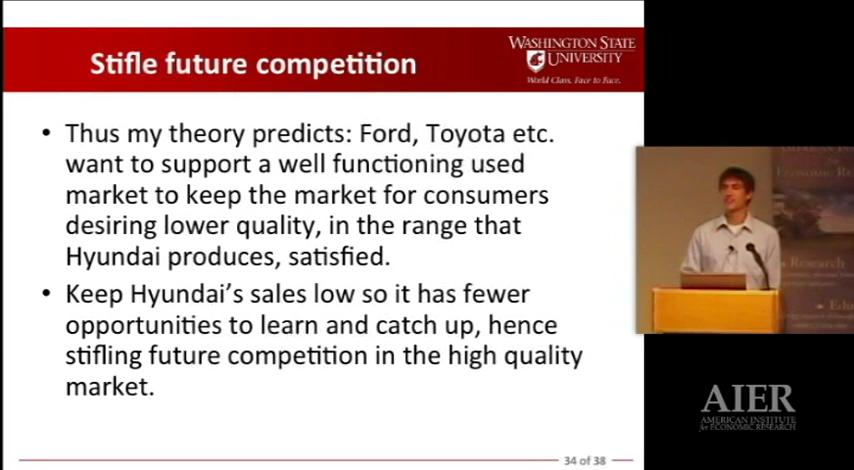 Stifle future competition
WASHINGTON STATE
UNIVERSITY
World Class. Face to Face.
• Thus my theory predicts: Ford, Toyota etc.
want to support a well functioning used
market to keep the market for consumers
desiring lower quality, in the range that
Hyundai produces, satisfied.
• Keep Hyundai's sales low so it has fewer
opportunities to learn and catch up, hence
stifling future competition in the high quality
market.
34 of 38
Research
AIER
AMERICAN INSTITUTE
for ECONOMIC RESEARCH